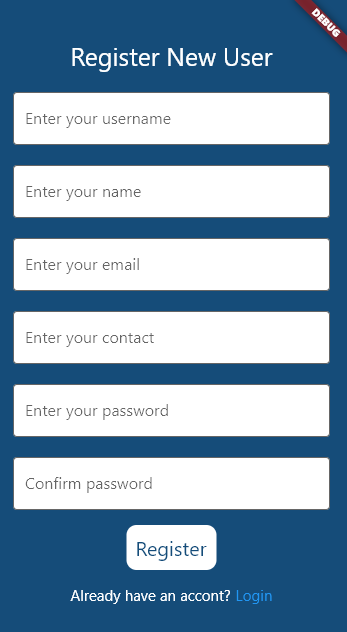 DEBUG
Register New User
Enter your username
Enter your name
Enter your email
Enter your contact
Enter your password
Confirm password
Register
Already have an accont? Login